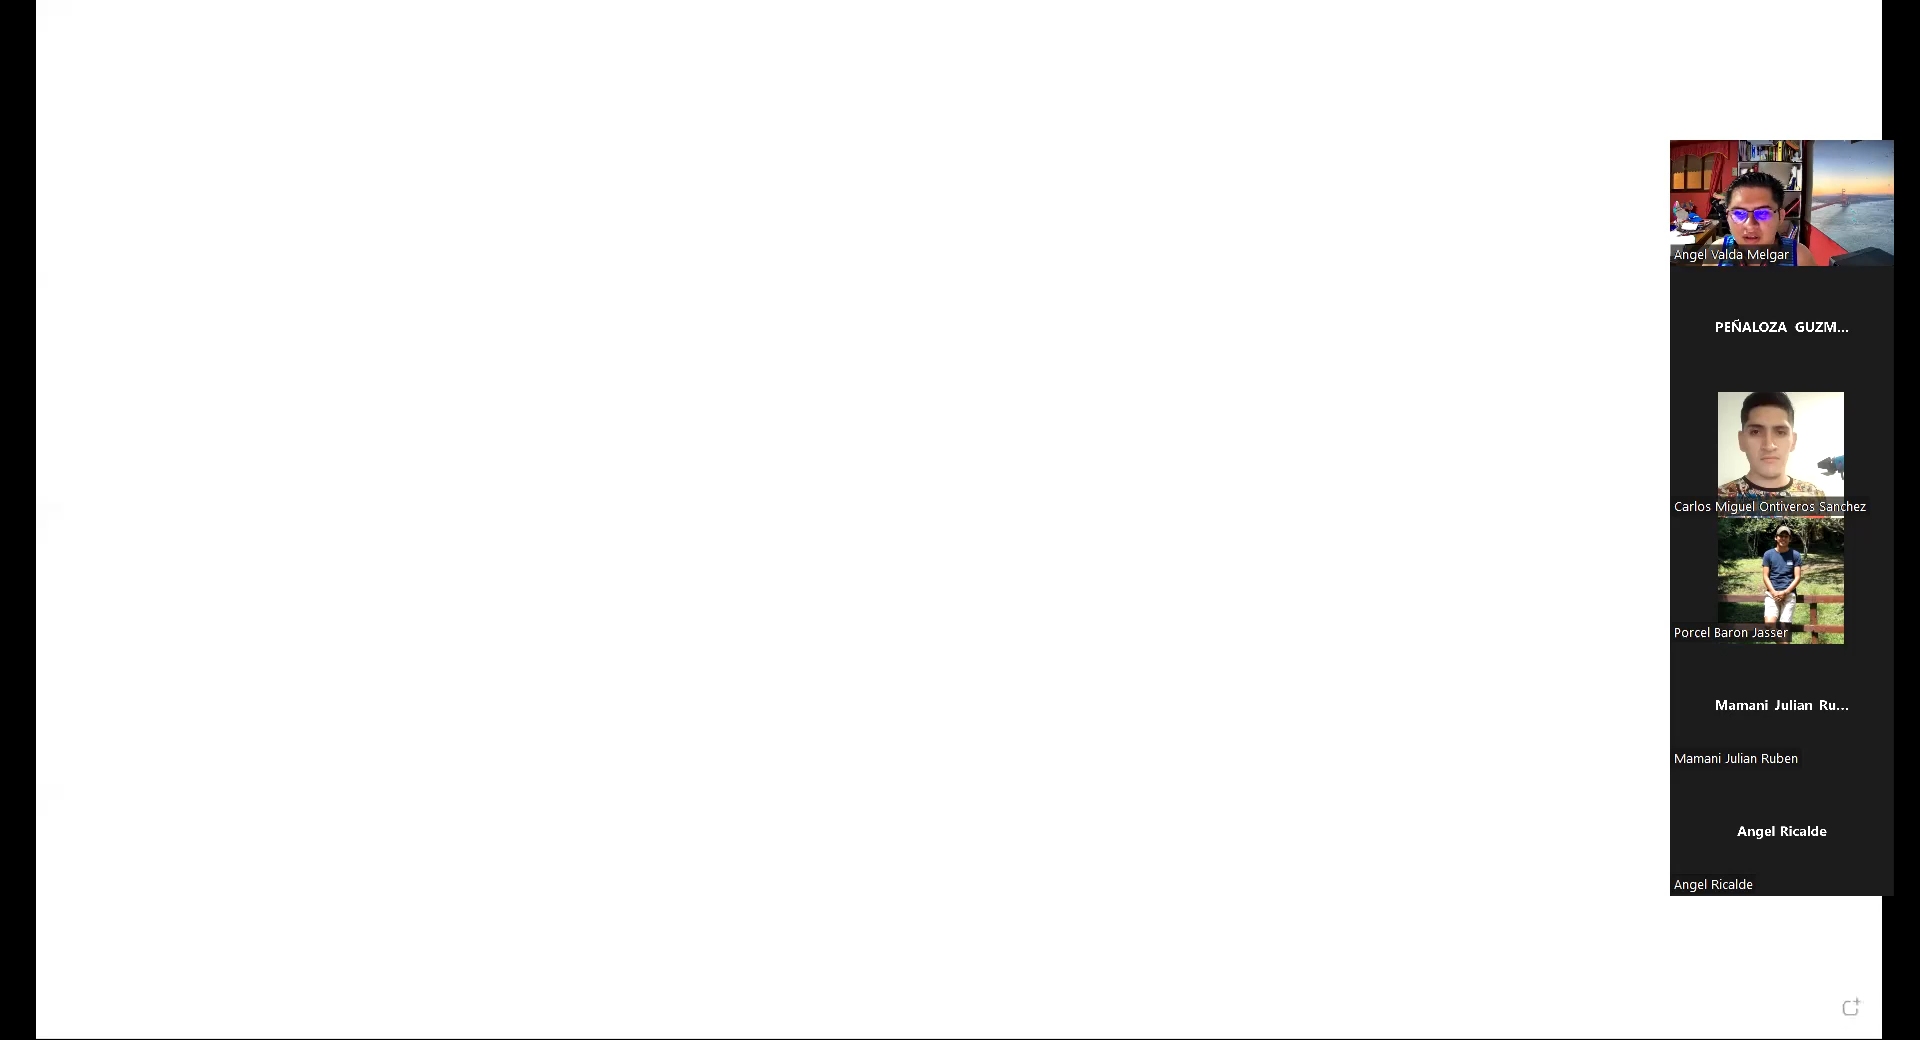 Angel Valda Melgar
PEÑALOZA GUZM...
Carlos Miguel Ontiveros Sanchez
Porcel Baron Jasser
Mamani Julian Ru...
Mamani Julian Ruben
Angel Ricalde
Angel Ricalde